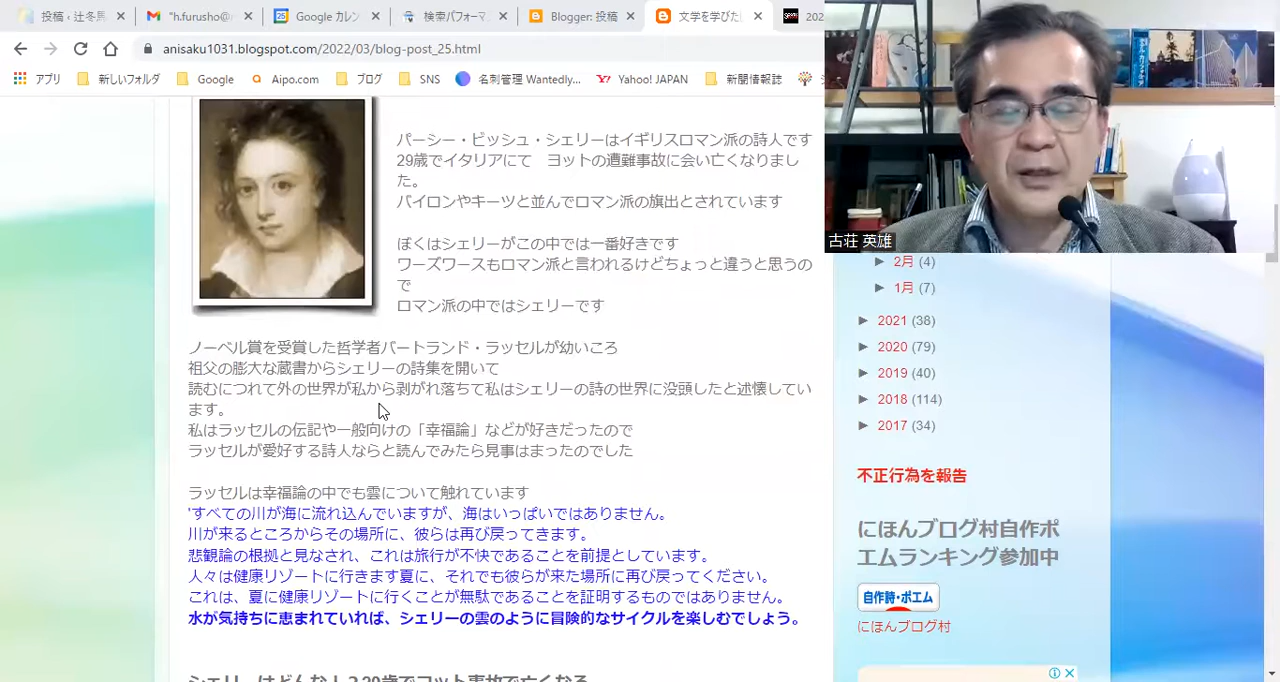 投稿 ‹ 辻冬馬
"h.furusho@r
Google カレン
検索パフォーマン
Blogger: 投稿
文学を学びた
202
anisaku1031.blogspot.com/2022/03/blog-post_25.html
アプリ
新しいフォルダ
Google
Aipo.com
ブログ
SNS
名刺管理 Wantedly...
Yahoo! JAPAN
新聞情報誌
古荘 英雄
パーシー・ビッシュ・シェリーはイギリスロマン派の詩人です
29歳でイタリアにて　ヨットの遭難事故に会い亡くなりまし
た。
バイロンやキーツと並んでロマン派の旗出とされています
ぼくはシェリーがこの中では一番好きです
ワーズワースもロマン派と言われるけどちょっと違うと思うの
で
ロマン派の中ではシェリーです
ノーベル賞を受賞した哲学者バートランド・ラッセルが幼いころ
祖父の膨大な蔵書からシェリーの詩集を開いて
読むにつれて外の世界が私から剥がれ落ちて私はシェリーの詩の世界に没頭したと述懐してい
ます。
私はラッセルの伝記や一般向けの「幸福論」などが好きだったので
ラッセルが愛好する詩人ならと読んでみたら見事はまったのでした
ラッセルは幸福論の中でも雲について触れています
'すべての川が海に流れ込んでいますが、海はいっぱいではありません。
川が来るところからその場所に、彼らは再び戻ってきます。
悲観論の根拠と見なされ、これは旅行が不快であることを前提としています。
人々は健康リゾートに行きます夏に、それでも彼らが来た場所に再び戻ってください。
これは、夏に健康リゾートに行くことが無駄であることを証明するものではありません。
水が気持ちに恵まれていれば、シェリーの雲のように冒険的なサイクルを楽しむでしょう。
► 2月 (4)
► 1月 (7)
► 2021 (38)
► 2020 (79)
► 2019 (40)
► 2018 (114)
► 2017 (34)
不正行為を報告
にほんブログ村自作ポ
エムランキング参加中
自作詩・ポエム
にほんブログ村